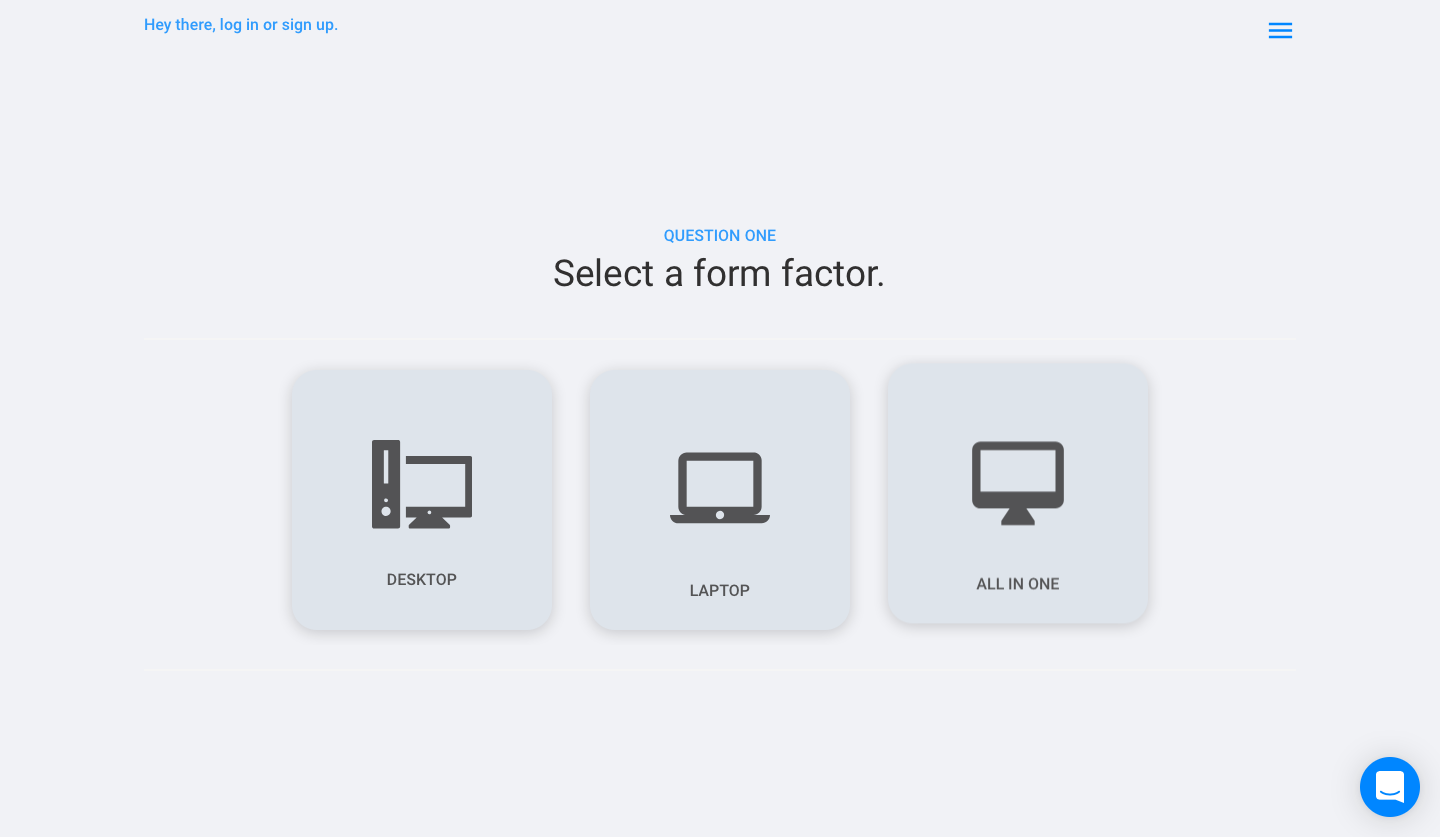 Hey there, log in or sign up.
QUESTION ONE
Select a form factor.
DESKTOP
LAPTOP
ALL IN ONE